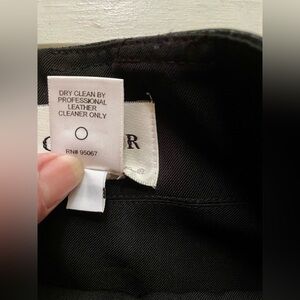 DRY CLEAN BY
PROFESSIONAL
LEATHER
CLEANER ONLY
RN# 95067